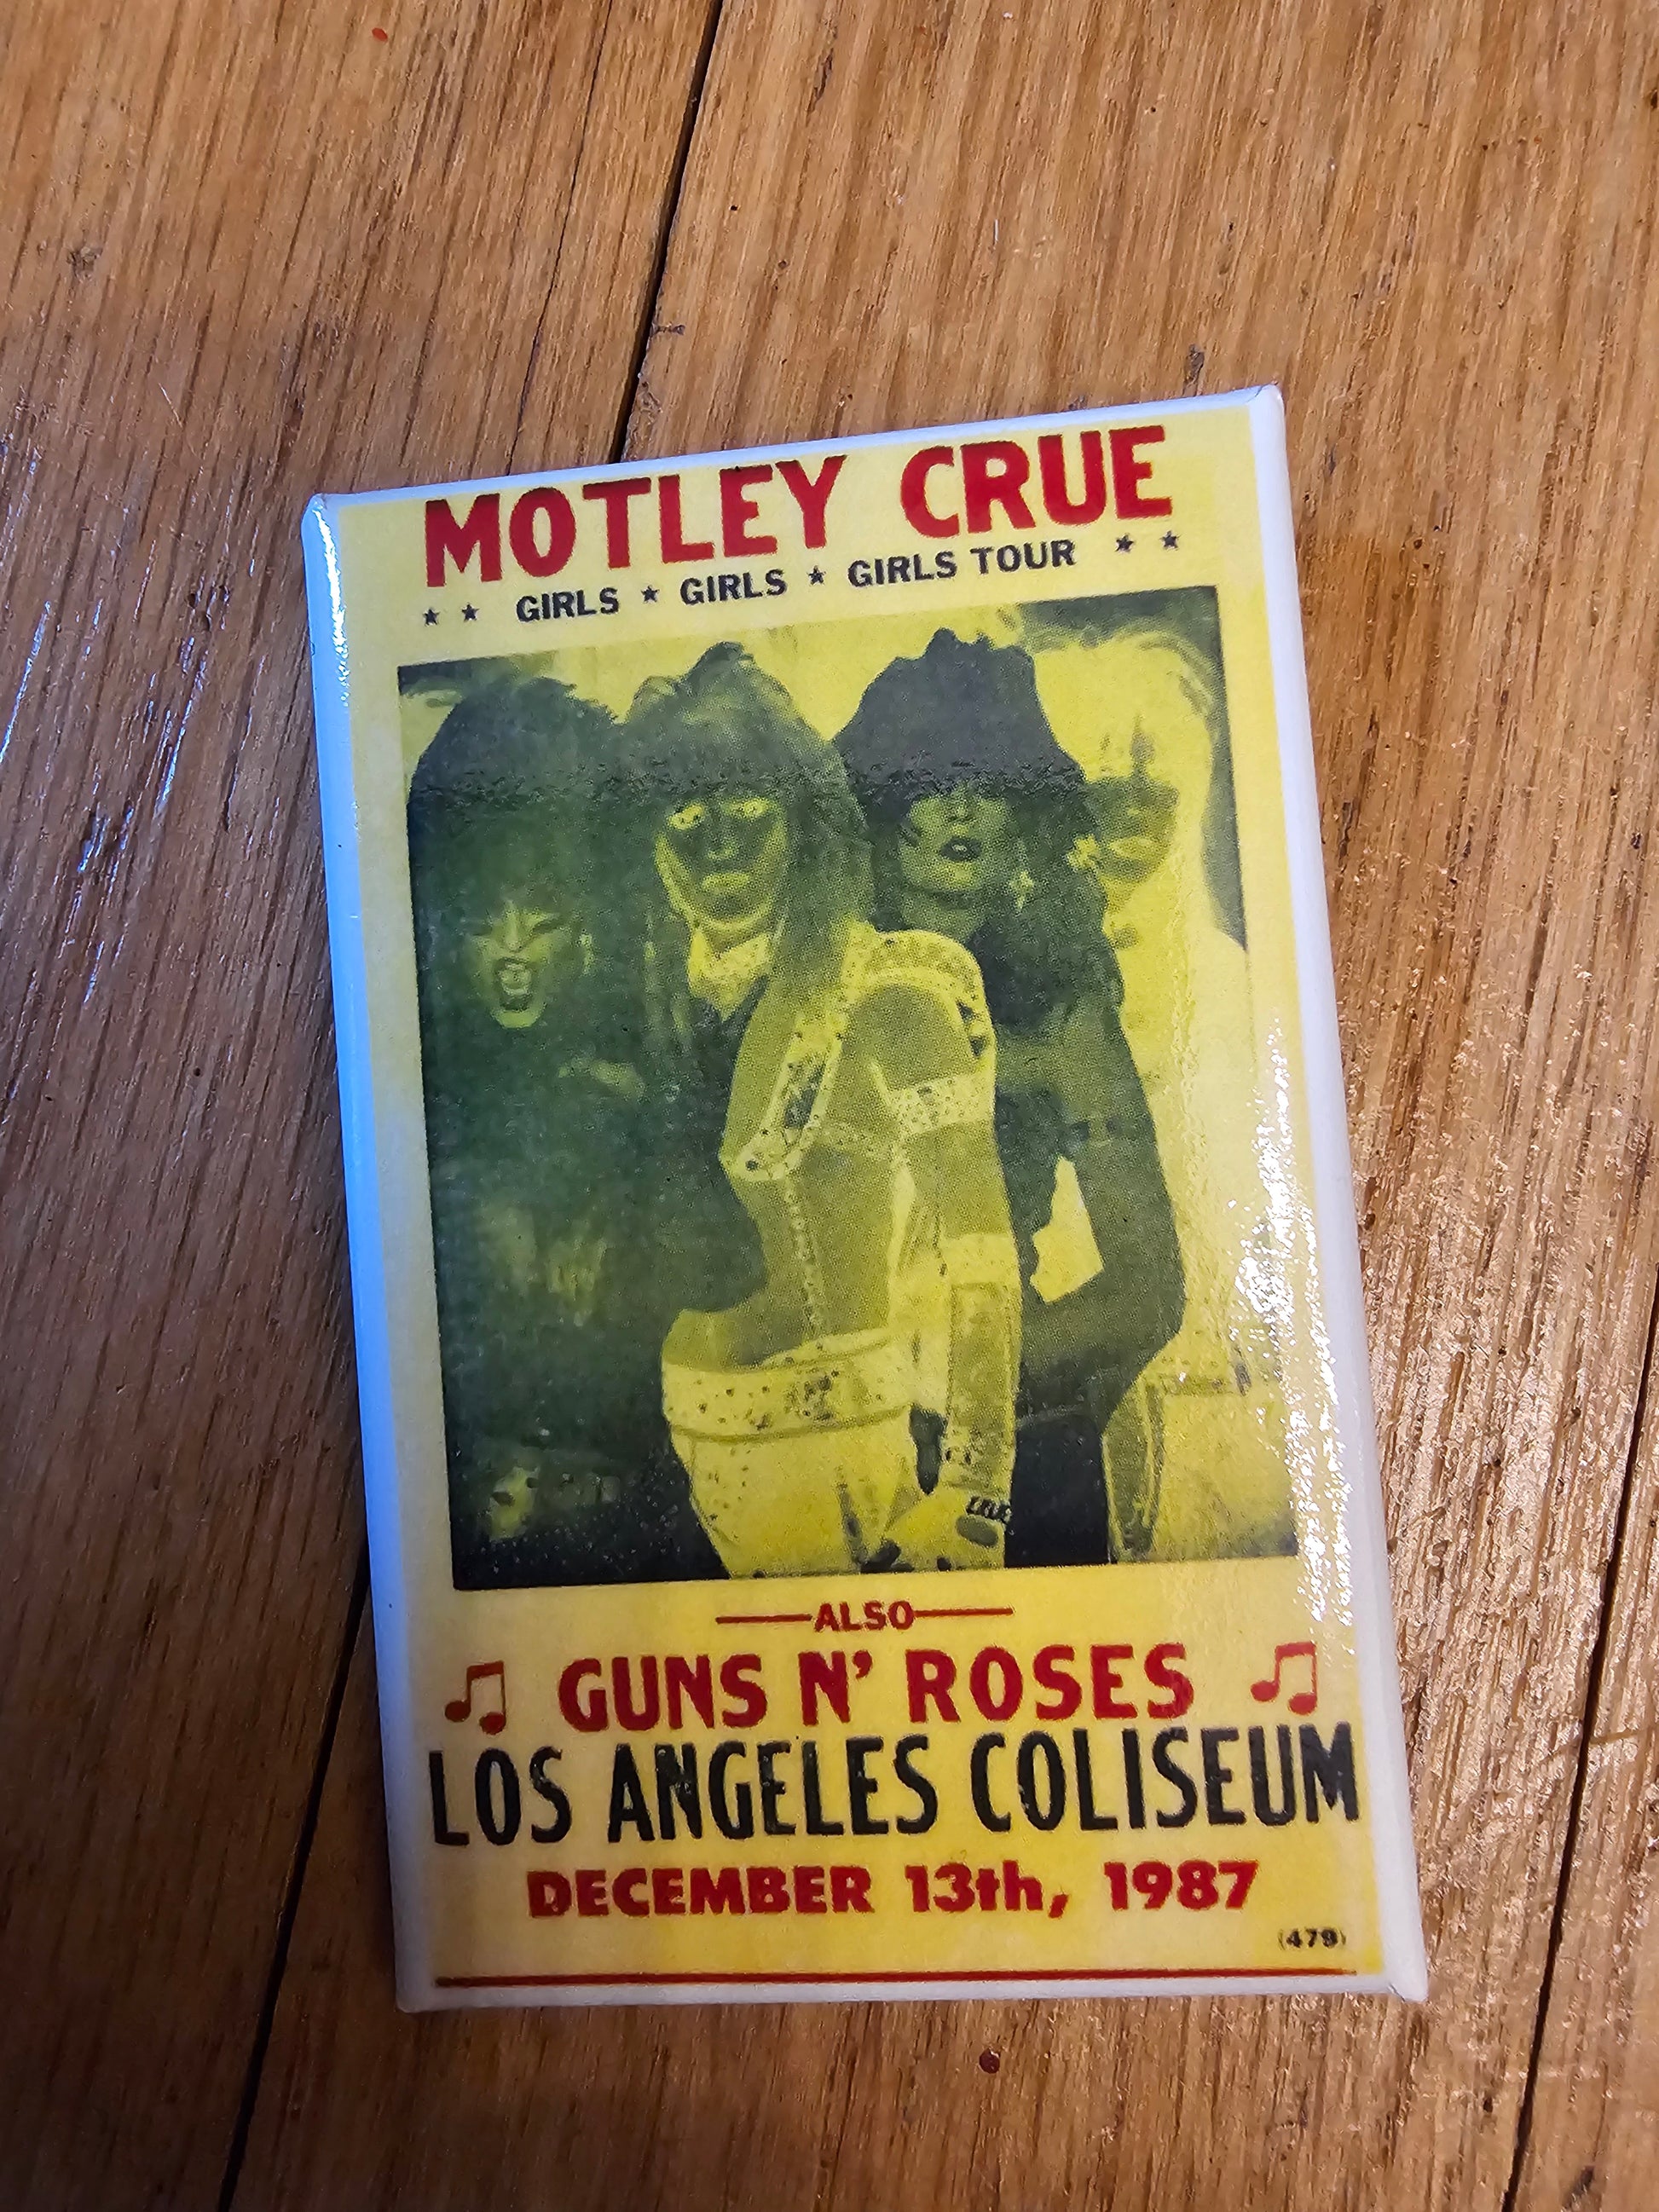 MOTLEY CRUE
★ ★ GIRLS ★ GIRLS ★ GIRLS TOUR ★ ★
ALSO
♫ GUNS N' ROSES ♫
LOS ANGELES COLISEUM
DECEMBER 13th, 1987
(479)